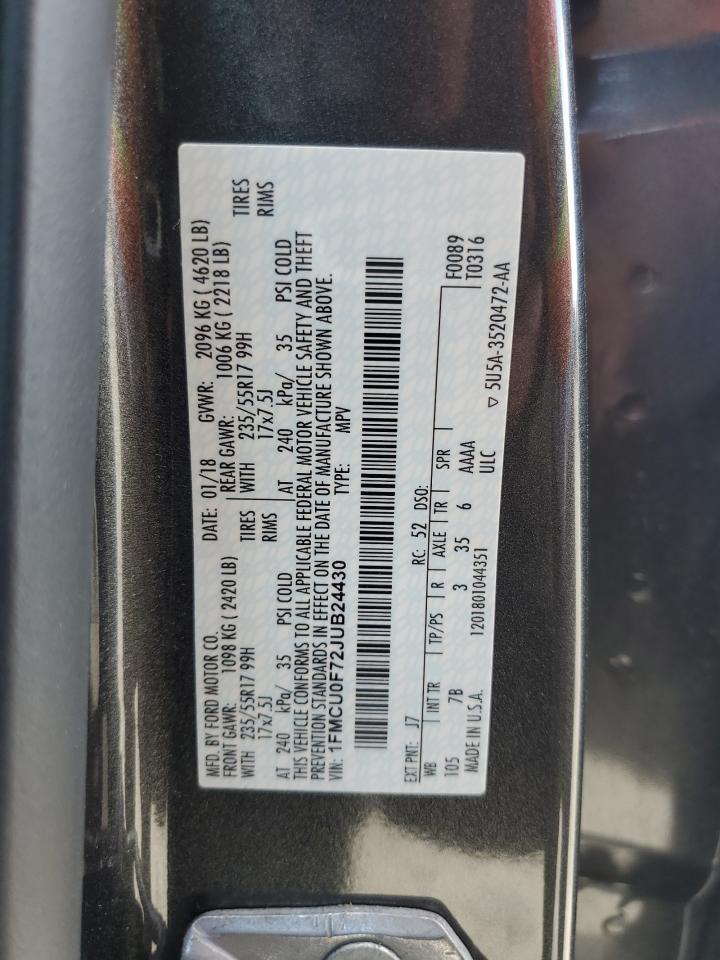 MFD. BY FORD MOTOR CO.
DATE: 01/18 GVWR: 2096 KG ( 4620 LB)
FRONT GAWR: 1098 KG ( 2420 LB) REAR GAWR: 1006 KG ( 2218 LB)
WITH 235/55R17 99H TIRES WITH 235/55R17 99H TIRES
17x7.5J RIMS 17x7.5J RIMS
AT 240 kPa/ 35 PSI COLD AT 240 kPa/ 35 PSI COLD
THIS VEHICLE CONFORMS TO ALL APPLICABLE FEDERAL MOTOR VEHICLE SAFETY AND THEFT
PREVENTION STANDARDS IN EFFECT ON THE DATE OF MANUFACTURE SHOWN ABOVE.
VIN: 1FMCU0F72JUB24430 TYPE: MPV
EXT PNT: J7 RC: 52 DSO:
WB INT TR TP/PS R AXLE TR SPR F0089
105 7B 3 35 6 AAAA T0316
MADE IN U.S.A. 1201801044351 ULC
▽ 5U5A-3520472-AA